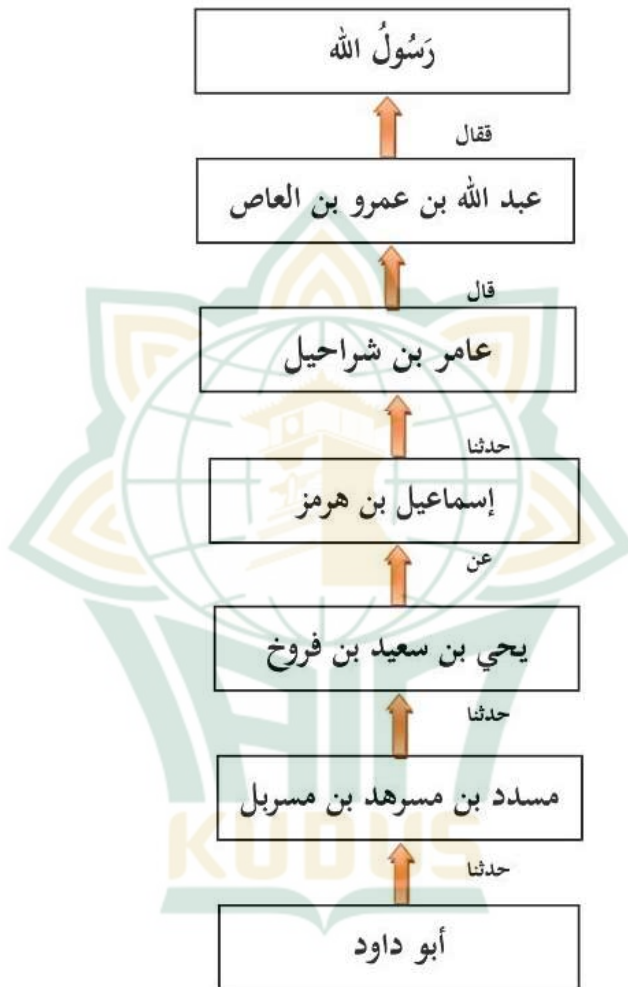 رَسُولُ الله
فقال
عبد الله بن عمرو بن العاص
قال
عامر بن شراحيل
حدثنا
إسماعيل بن هرمز
عن
يحي بن سعيد بن فروخ
حدثنا
مسدد بن مسرهد بن مسربل
حدثنا
أبو داود
KUDUS